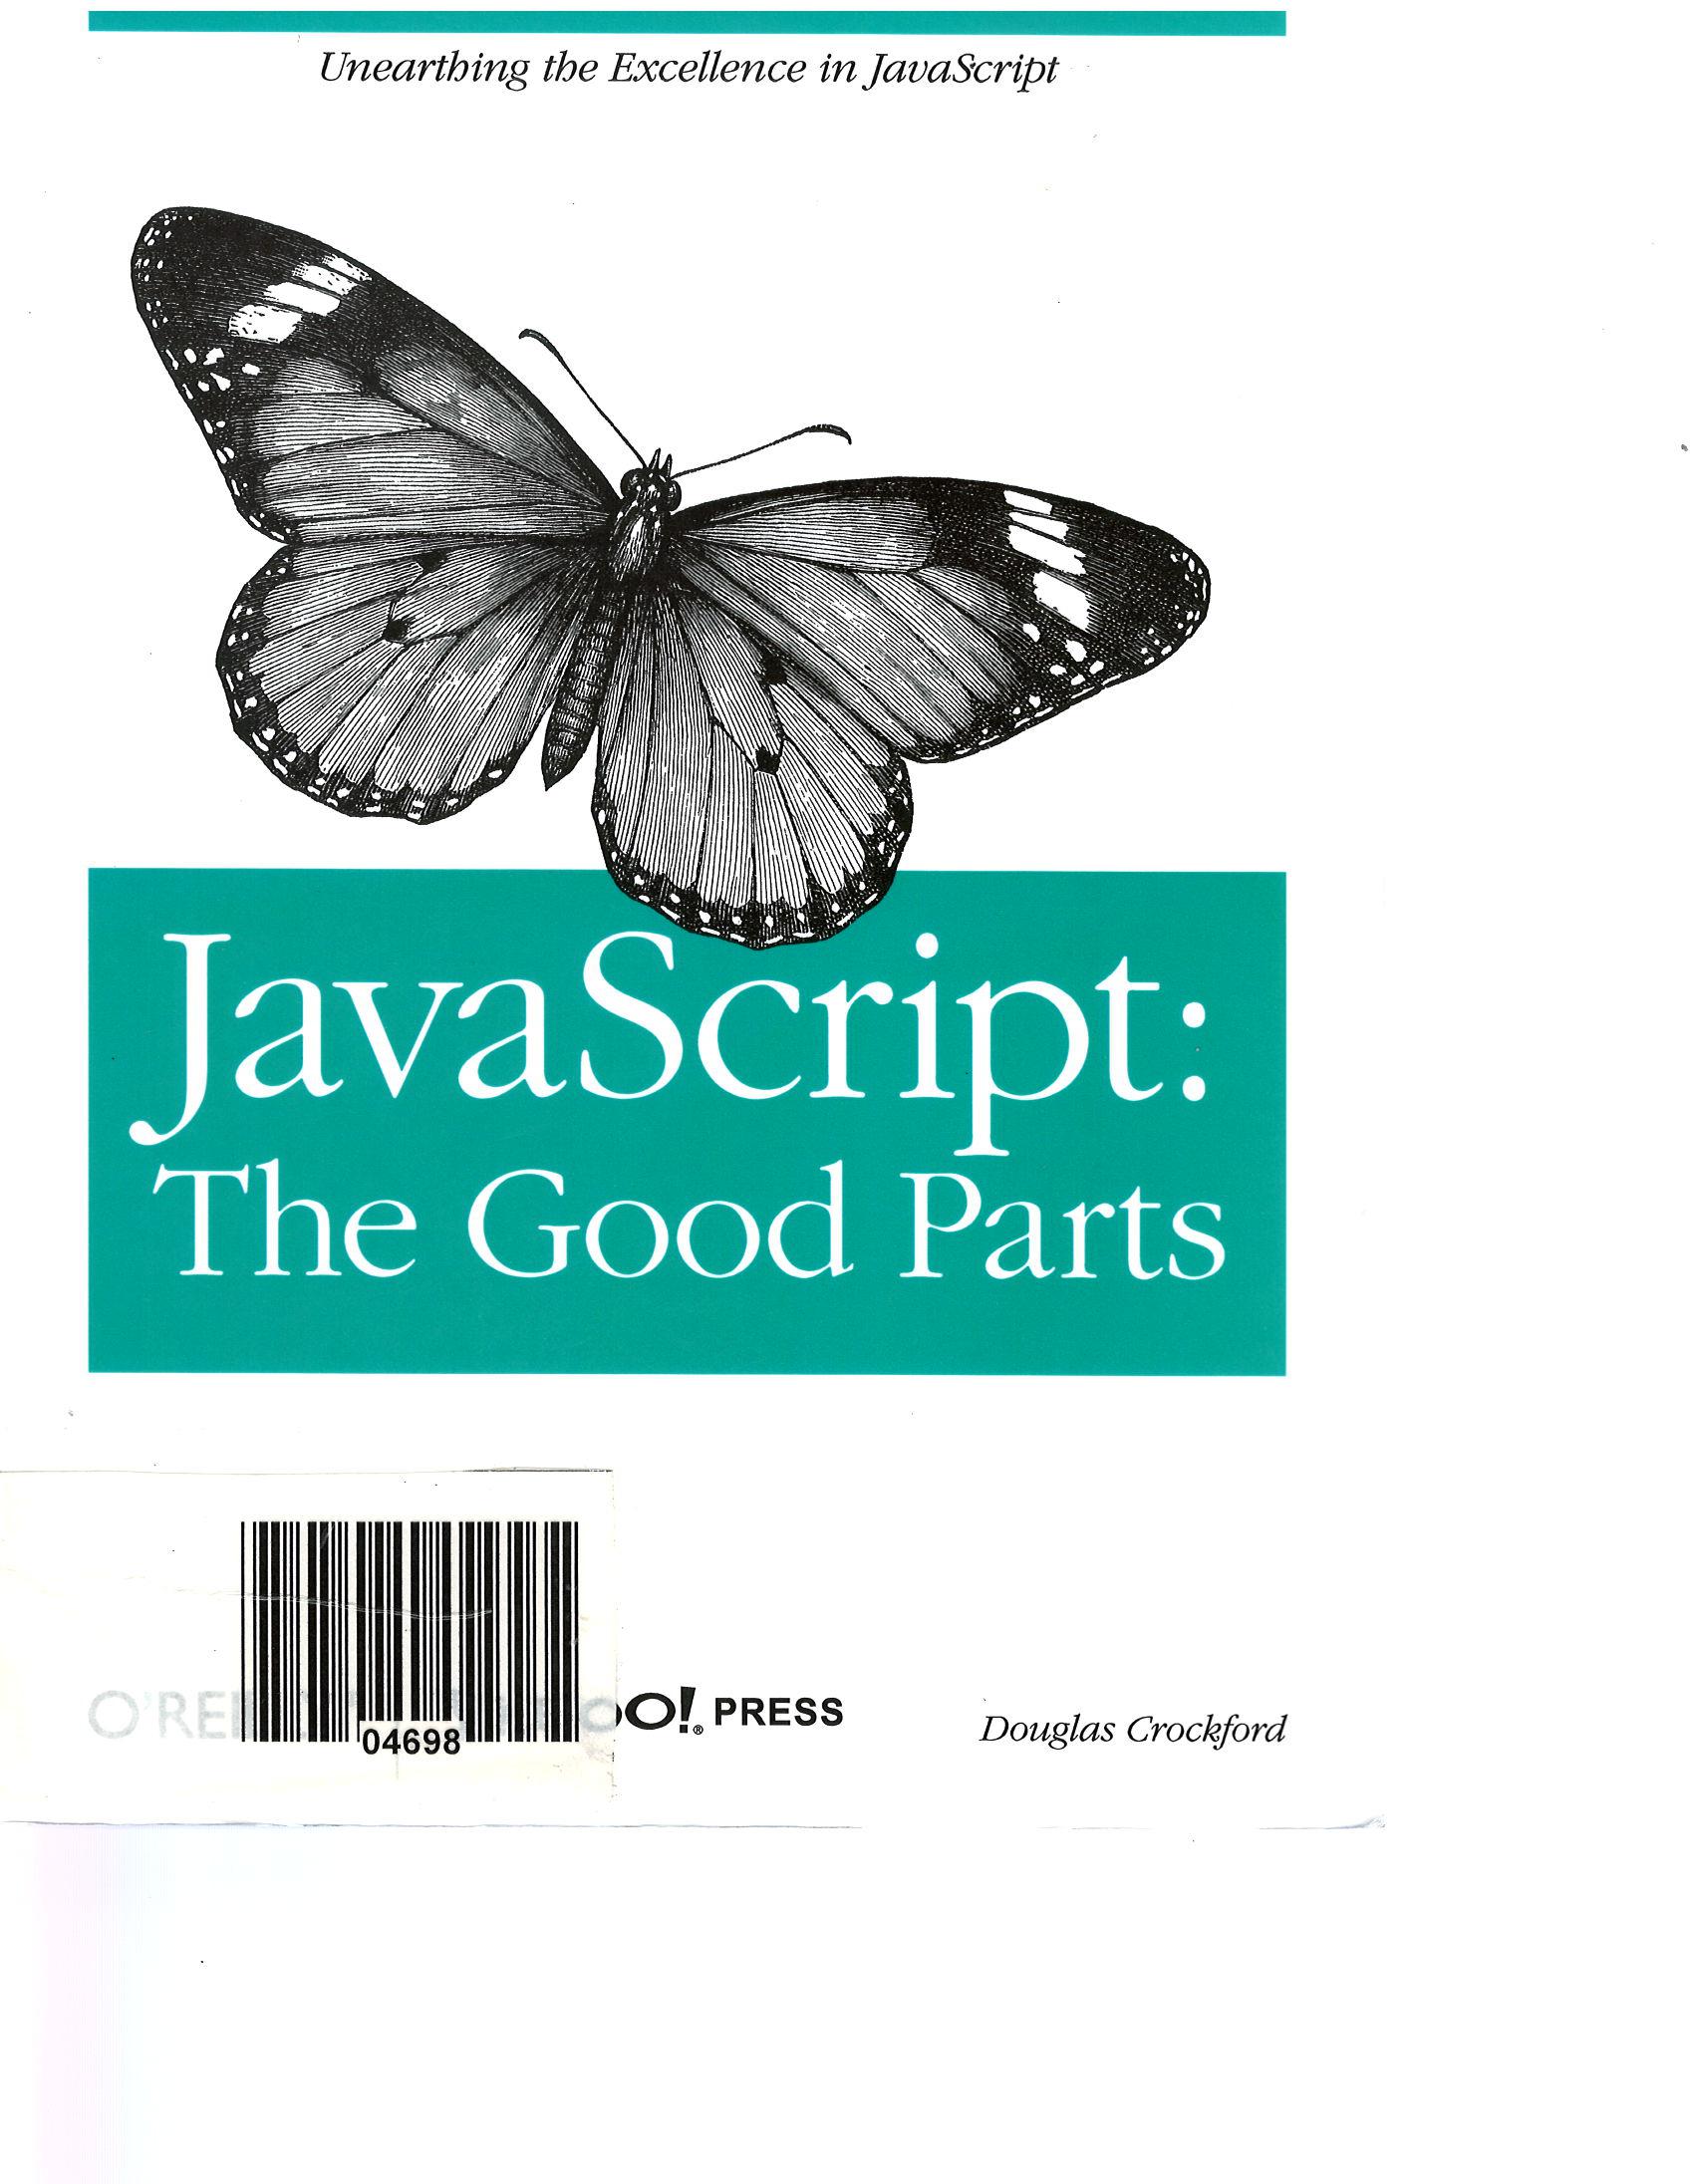 Unearthing the Excellence in JavaScript
JavaScript:
The Good Parts
04698
O! PRESS
Douglas Crockford